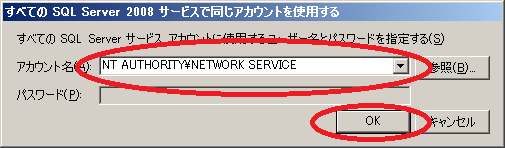 すべての SQL Server 2008 サービスで同じアカウントを使用する
すべての SQL Server サービス アカウントに使用するユーザー名とパスワードを指定する(S)
アカウント名(A): NT AUTHORITY¥NETWORK SERVICE 参照(B)...
パスワード(P):
OK キャンセル